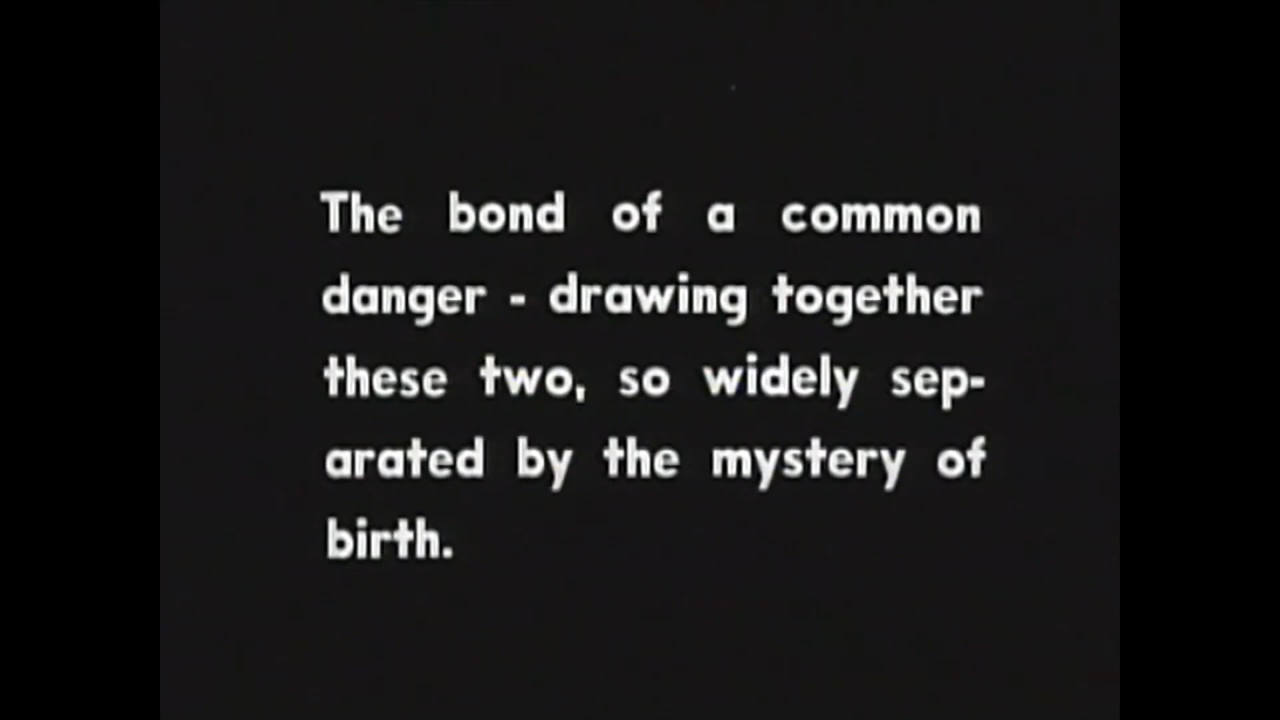 The bond of a common
danger - drawing together
these two, so widely sep-
arated by the mystery of
birth.